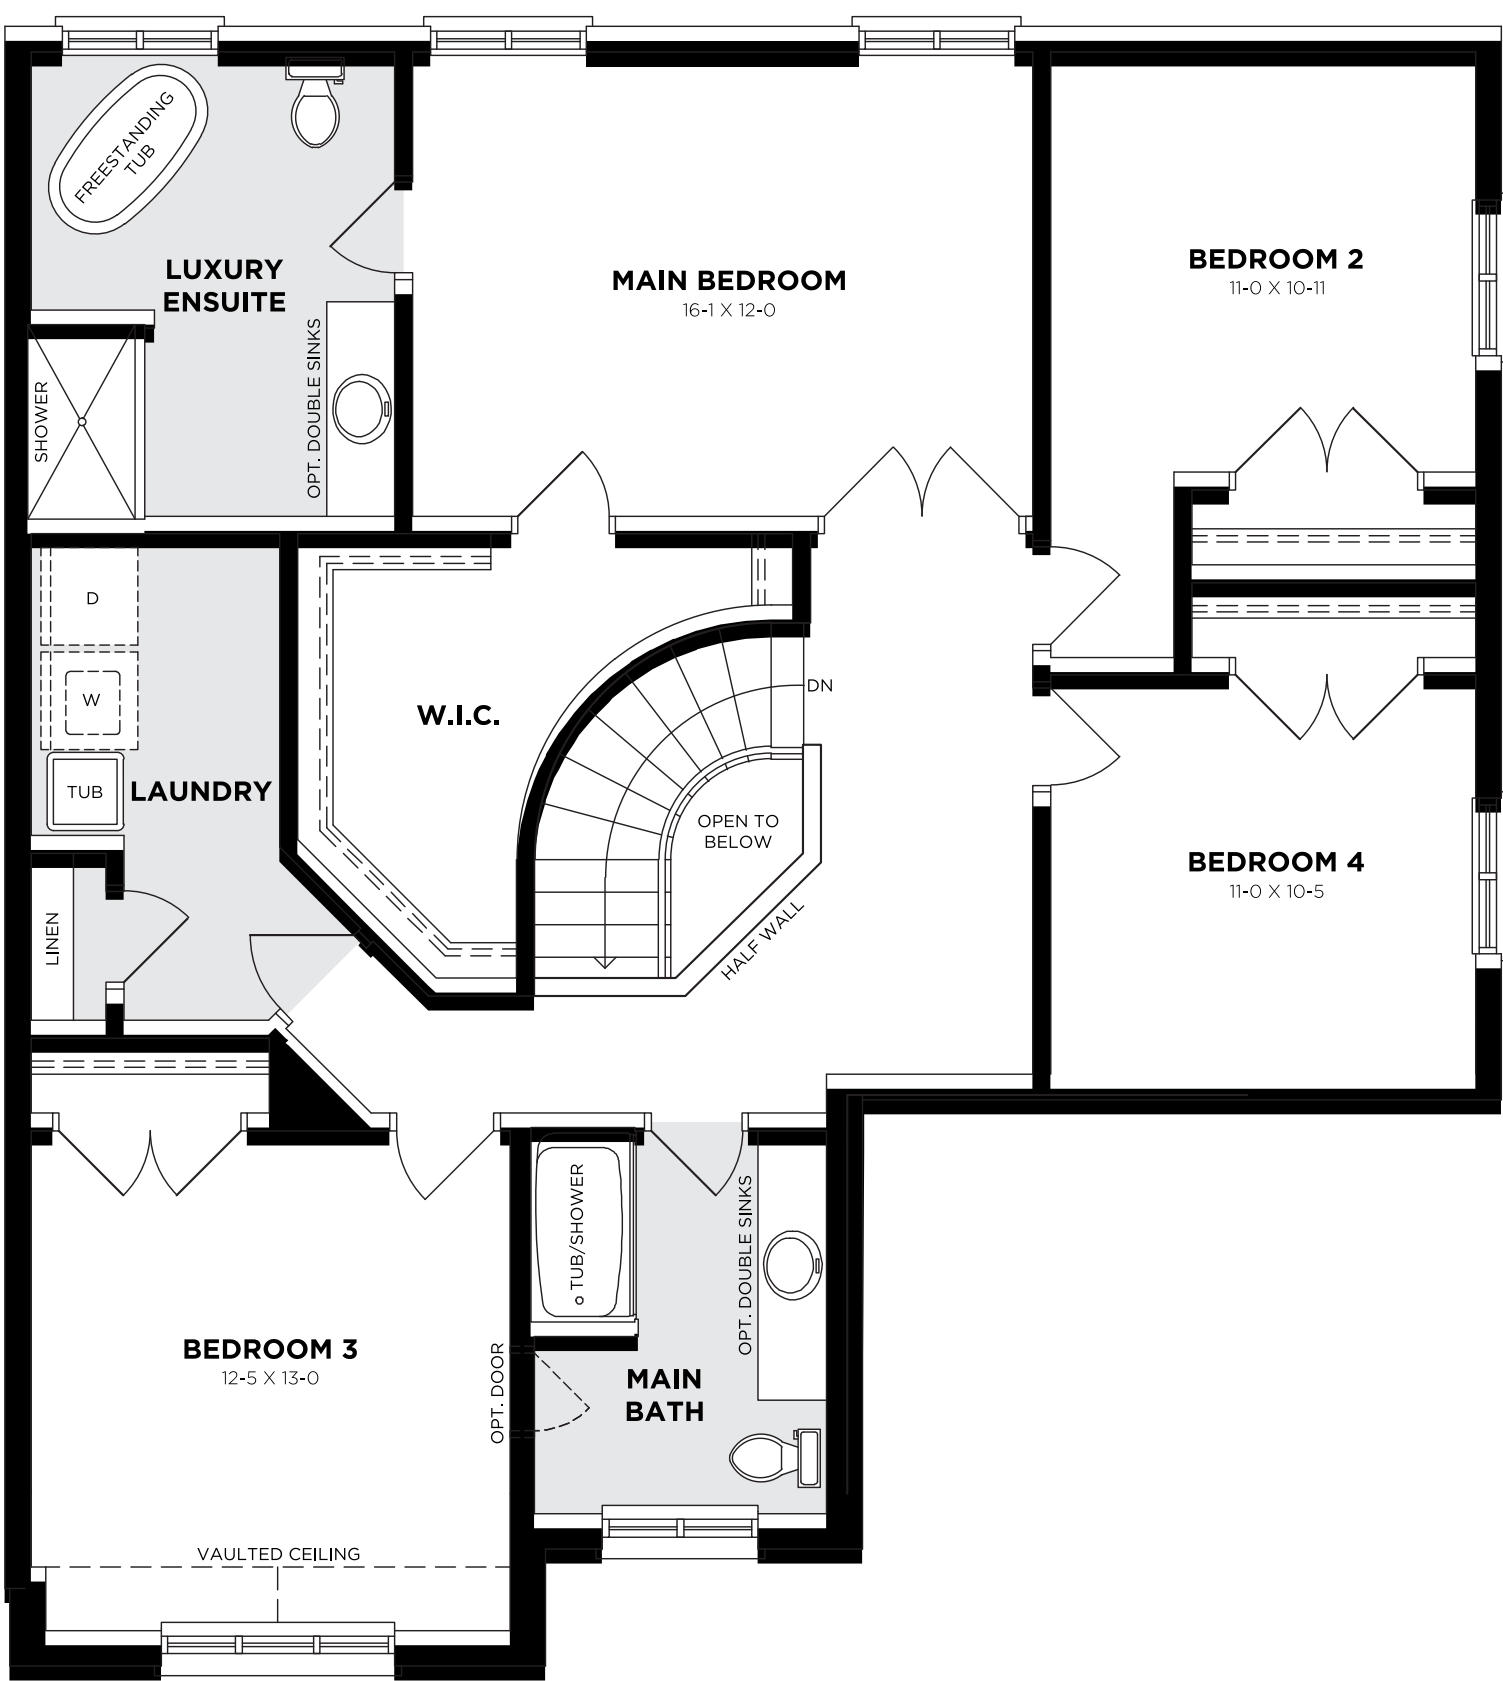 FREESTANDING
TUB
LUXURY
ENSUITE
OPT. DOUBLE SINKS
SHOWER
MAIN BEDROOM
16-1 X 12-0
BEDROOM 2
11-0 X 10-11
D
W
TUB
LAUNDRY
LINEN
W.I.C.
DN
OPEN TO
BELOW
HALF WALL
BEDROOM 4
11-0 X 10-5
BEDROOM 3
12-5 X 13-0
VAULTED CEILING
OPT. DOOR
TUB/SHOWER
OPT. DOUBLE SINKS
MAIN
BATH